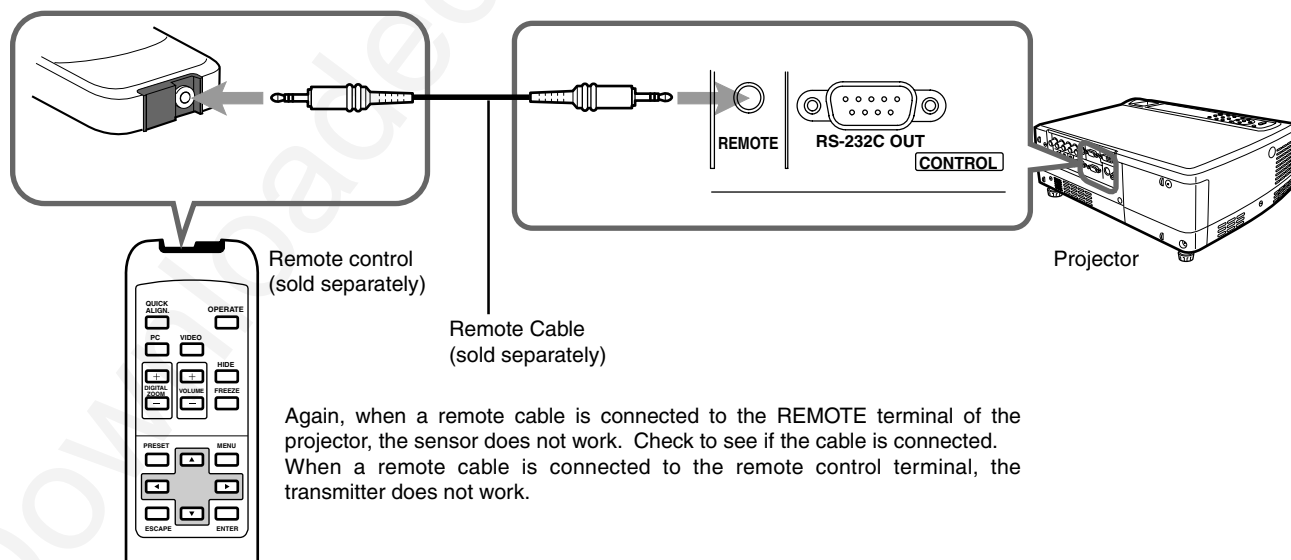 REMOTE
RS-232C OUT
CONTROL
Projector
Remote control
(sold separately)
Remote Cable
(sold separately)
QUICK
ALIGN.
OPERATE
PC
VIDEO
HIDE
DIGITAL
ZOOM
VOLUME
FREEZE
PRESET
MENU
ESCAPE
ENTER
Again, when a remote cable is connected to the REMOTE terminal of the
projector, the sensor does not work. Check to see if the cable is connected.
When a remote cable is connected to the remote control terminal, the
transmitter does not work.
Downloaded